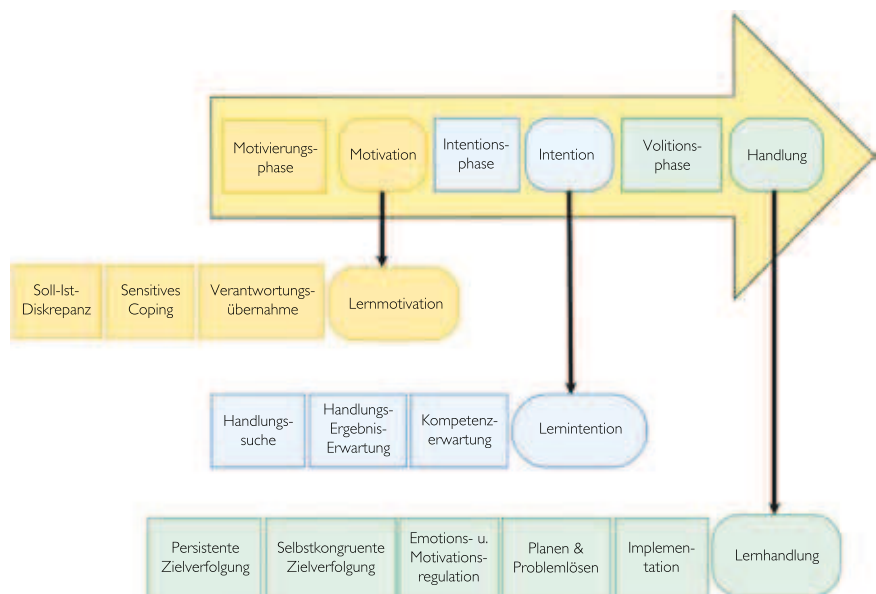 Motivierungs-
phase
Motivation
Intentions-
phase
Intention
Volitions-
phase
Handlung
Soll-Ist-
Diskrepanz
Sensitives
Coping
Verantwortungs-
übernahme
Lernmotivation
Handlungs-
suche
Handlungs-
Ergebnis-
Erwartung
Kompetenz-
erwartung
Lernintention
Persistente
Zielverfolgung
Selbstkongruente
Zielverfolgung
Emotions- u.
Motivations-
regulation
Planen &
Problemlösen
Implemen-
tation
Lernhandlung